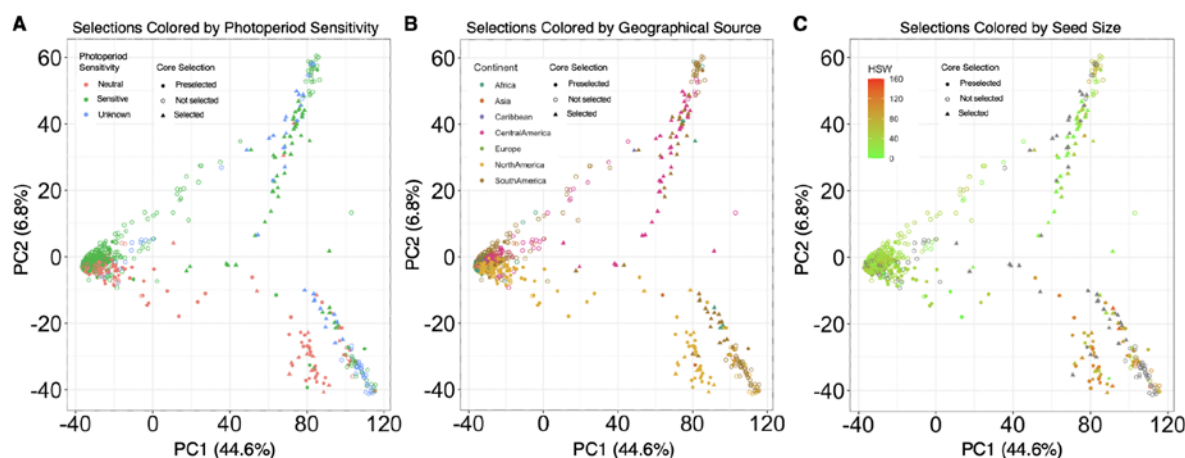 A Selections Colored by Photoperiod Sensitivity
Photoperiod
Sensitivity
Neutral
Sensitive
Unknown
Core Selection
Preselected
Not selected
Selected
PC2 (6.8%)
60
40
20
0
-20
-40
-40 0 40 80 120
PC1 (44.6%)
B Selections Colored by Geographical Source
Continent
Africa
Asia
Caribbean
CentralAmerica
Europe
NorthAmerica
SouthAmerica
Core Selection
Preselected
Not selected
Selected
PC2 (6.8%)
60
40
20
0
-20
-40
-40 0 40 80 120
PC1 (44.6%)
C Selections Colored by Seed Size
HSW
160
120
80
40
0
Core Selection
Preselected
Not selected
Selected
PC2 (6.8%)
60
40
20
0
-20
-40
-40 0 40 80 120
PC1 (44.6%)